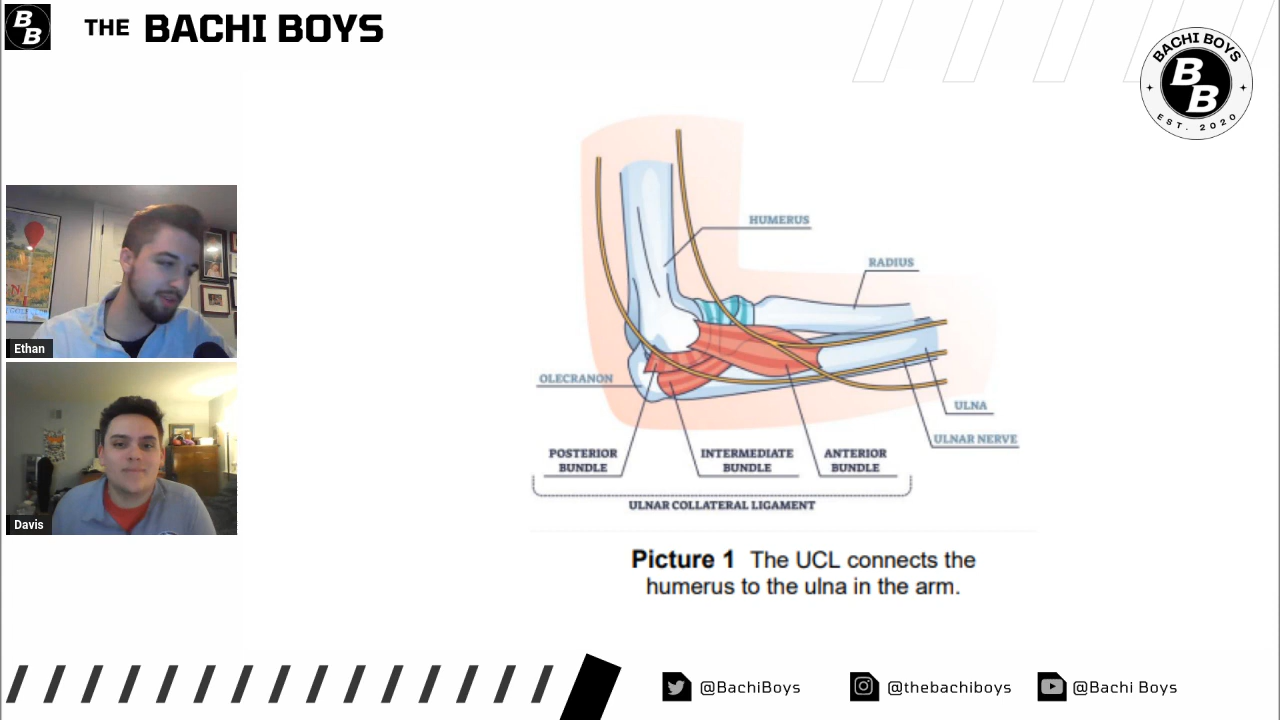 BB
THE BACHI BOYS
BACHI BOYS
BB
EST. 2020
Ethan
Davis
HUMERUS
RADIUS
OLECRANON
ULNA
ULNAR NERVE
POSTERIOR
BUNDLE
INTERMEDIATE
BUNDLE
ANTERIOR
BUNDLE
ULNAR COLLATERAL LIGAMENT
Picture 1 The UCL connects the
humerus to the ulna in the arm.
@BachiBoys
@thebachiboys
@Bachi Boys